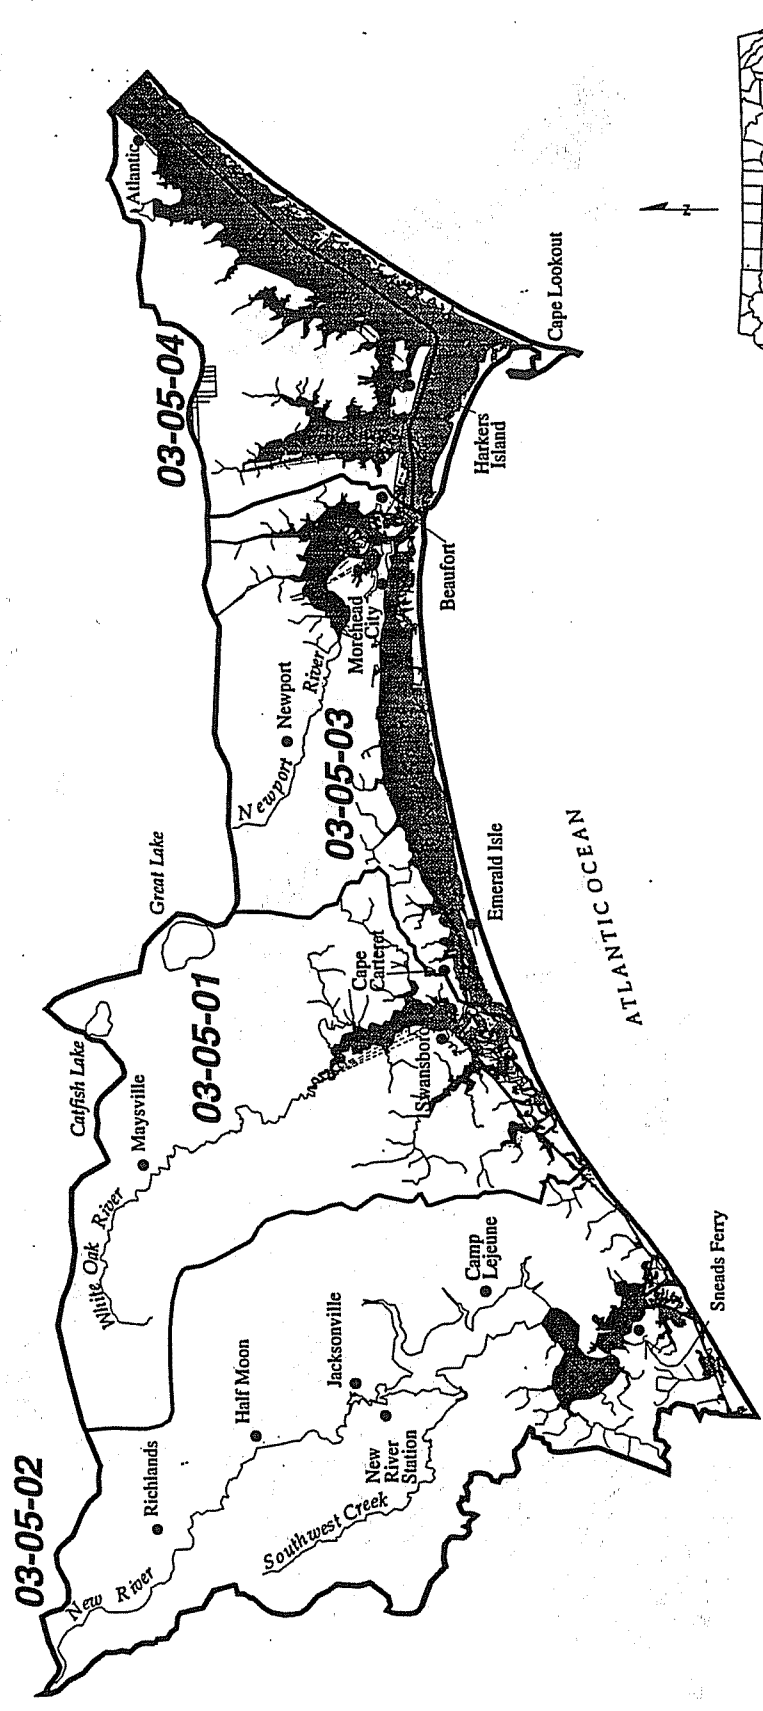 03-05-02
New River
Richlands
Half Moon
Jacksonville
New
River
Station
Southwest Creek
Camp
Lejeune
Sneads Ferry
White Oak River
Maysville
Catfish Lake
Great Lake
03-05-01
Swansboro
Cape
Carteret
Emerald Isle
ATLANTIC OCEAN
03-05-03
Newport River
Newport
Morehead
City
Beaufort
03-05-04
Harkers
Island
Cape Lookout
Atlantic
N